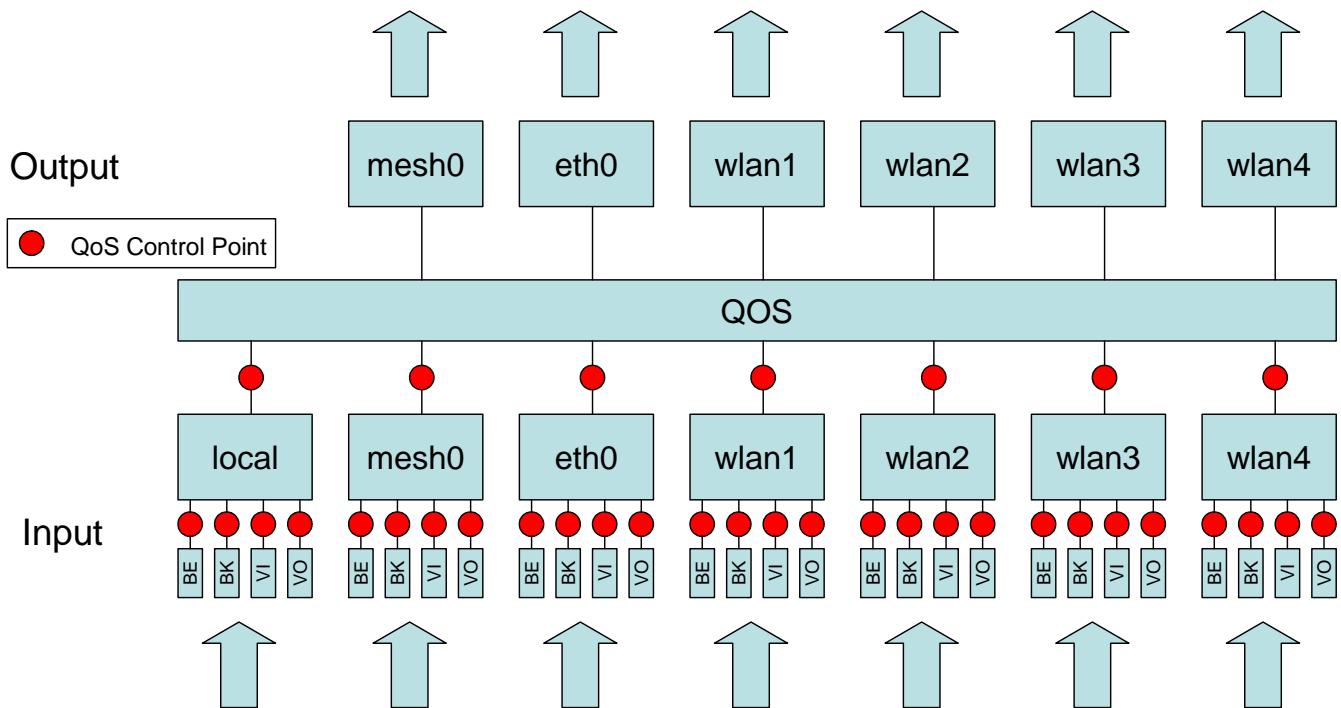 Output
mesh0 eth0 wlan1 wlan2 wlan3 wlan4
QoS Control Point
QOS
local mesh0 eth0 wlan1 wlan2 wlan3 wlan4
Input
BE BK VI VO BE BK VI VO BE BK VI VO BE BK VI VO BE BK VI VO BE BK VI VO BE BK VI VO